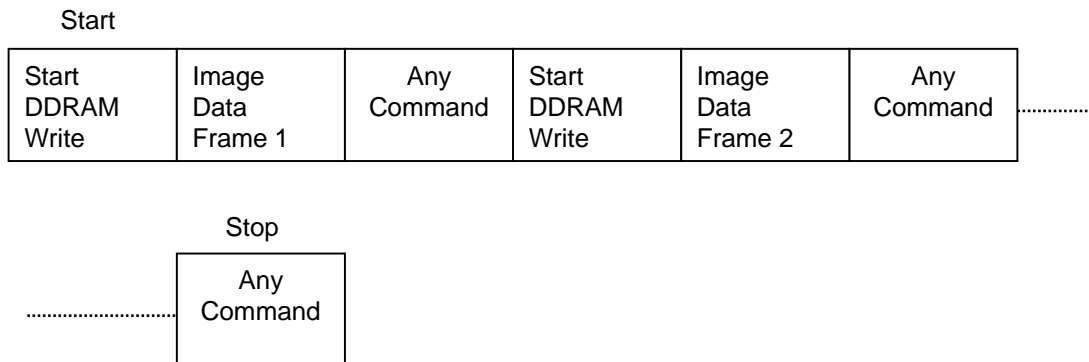 Start
Start
DDRAM
Write
Image
Data
Frame 1
Any
Command
Start
DDRAM
Write
Image
Data
Frame 2
Any
Command
Stop
Any
Command